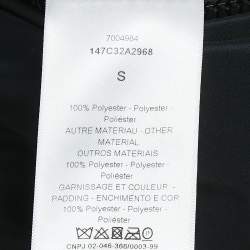 7004984
147C32A2968
S
100% Polyester - Polyester -
Poliéster
AUTRE MATÉRIAU - OTHER
MATERIAL
OUTROS MATERIAIS
100% Polyester - Polyester -
Poliéster
GARNISSAGE ET COULEUR -
PADDING - ENCHIMENTO E COR
100% Polyester - Polyester -
Poliéster
CNPJ 02-046-368/0003-99